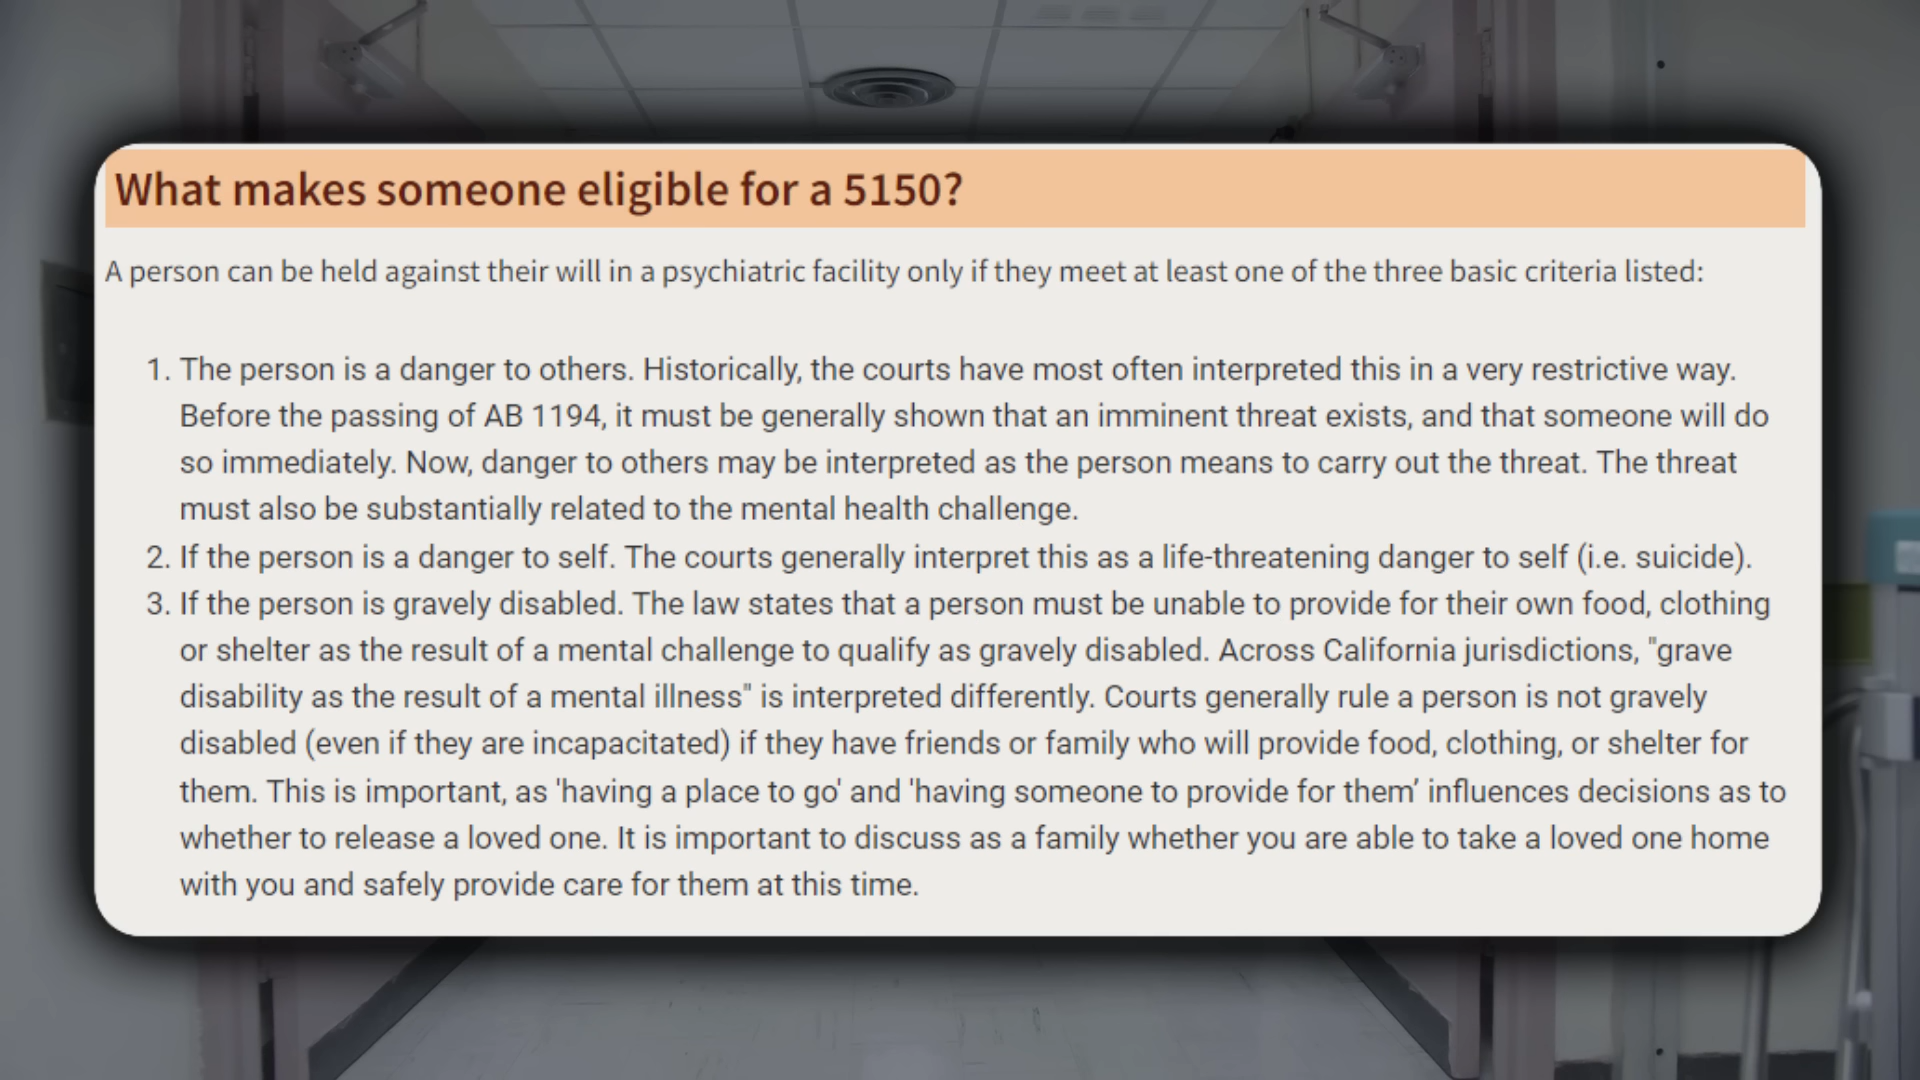 What makes someone eligible for a 5150?
A person can be held against their will in a psychiatric facility only if they meet at least one of the three basic criteria listed:
1. The person is a danger to others. Historically, the courts have most often interpreted this in a very restrictive way.
Before the passing of AB 1194, it must be generally shown that an imminent threat exists, and that someone will do
so immediately. Now, danger to others may be interpreted as the person means to carry out the threat. The threat
must also be substantially related to the mental health challenge.
2. If the person is a danger to self. The courts generally interpret this as a life-threatening danger to self (i.e. suicide).
3. If the person is gravely disabled. The law states that a person must be unable to provide for their own food, clothing
or shelter as the result of a mental challenge to qualify as gravely disabled. Across California jurisdictions, "grave
disability as the result of a mental illness" is interpreted differently. Courts generally rule a person is not gravely
disabled (even if they are incapacitated) if they have friends or family who will provide food, clothing, or shelter for
them. This is important, as 'having a place to go' and 'having someone to provide for them’ influences decisions as to
whether to release a loved one. It is important to discuss as a family whether you are able to take a loved one home
with you and safely provide care for them at this time.